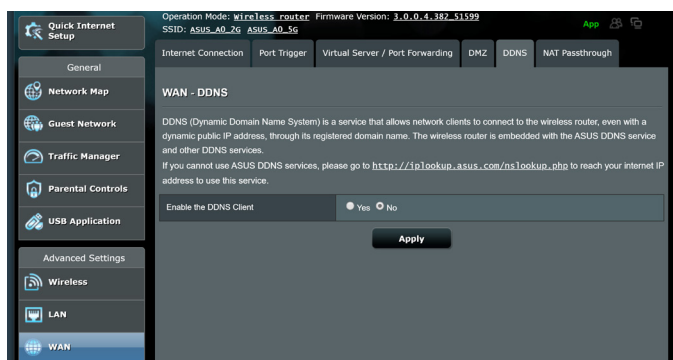 Quick Internet
Setup
Operation Mode: Wireless router Firmware Version: 3.0.0.4.382_51599
SSID: ASUS_A0_2G ASUS_A0_5G
App
Internet Connection Port Trigger Virtual Server / Port Forwarding DMZ DDNS NAT Passthrough
General
Network Map
Guest Network
Traffic Manager
Parental Controls
USB Application
Advanced Settings
Wireless
LAN
WAN
WAN - DDNS
DDNS (Dynamic Domain Name System) is a service that allows network clients to connect to the wireless router, even with a
dynamic public IP address, through its registered domain name. The wireless router is embedded with the ASUS DDNS service
and other DDNS services.
If you cannot use ASUS DDNS services, please go to http://iplookup.asus.com/nslookup.php to reach your internet IP
address to use this service.
Enable the DDNS Client Yes No
Apply